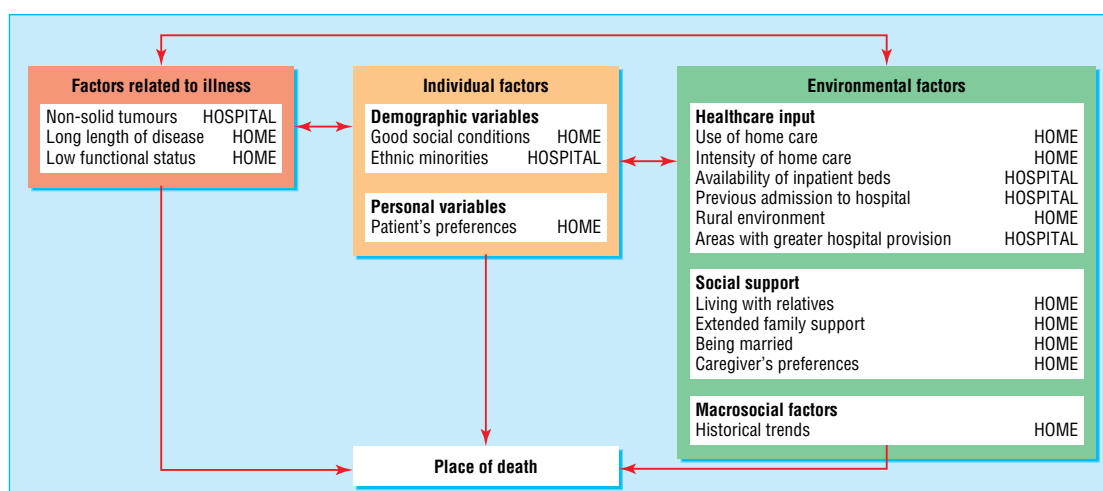 Factors related to illness
Non-solid tumours HOSPITAL
Long length of disease HOME
Low functional status HOME
Individual factors
Demographic variables
Good social conditions HOME
Ethnic minorities HOSPITAL
Personal variables
Patient's preferences HOME
Environmental factors
Healthcare input
Use of home care HOME
Intensity of home care HOME
Availability of inpatient beds HOSPITAL
Previous admission to hospital HOSPITAL
Rural environment HOME
Areas with greater hospital provision HOSPITAL
Social support
Living with relatives HOME
Extended family support HOME
Being married HOME
Caregiver's preferences HOME
Macrosocial factors
Historical trends HOME
Place of death